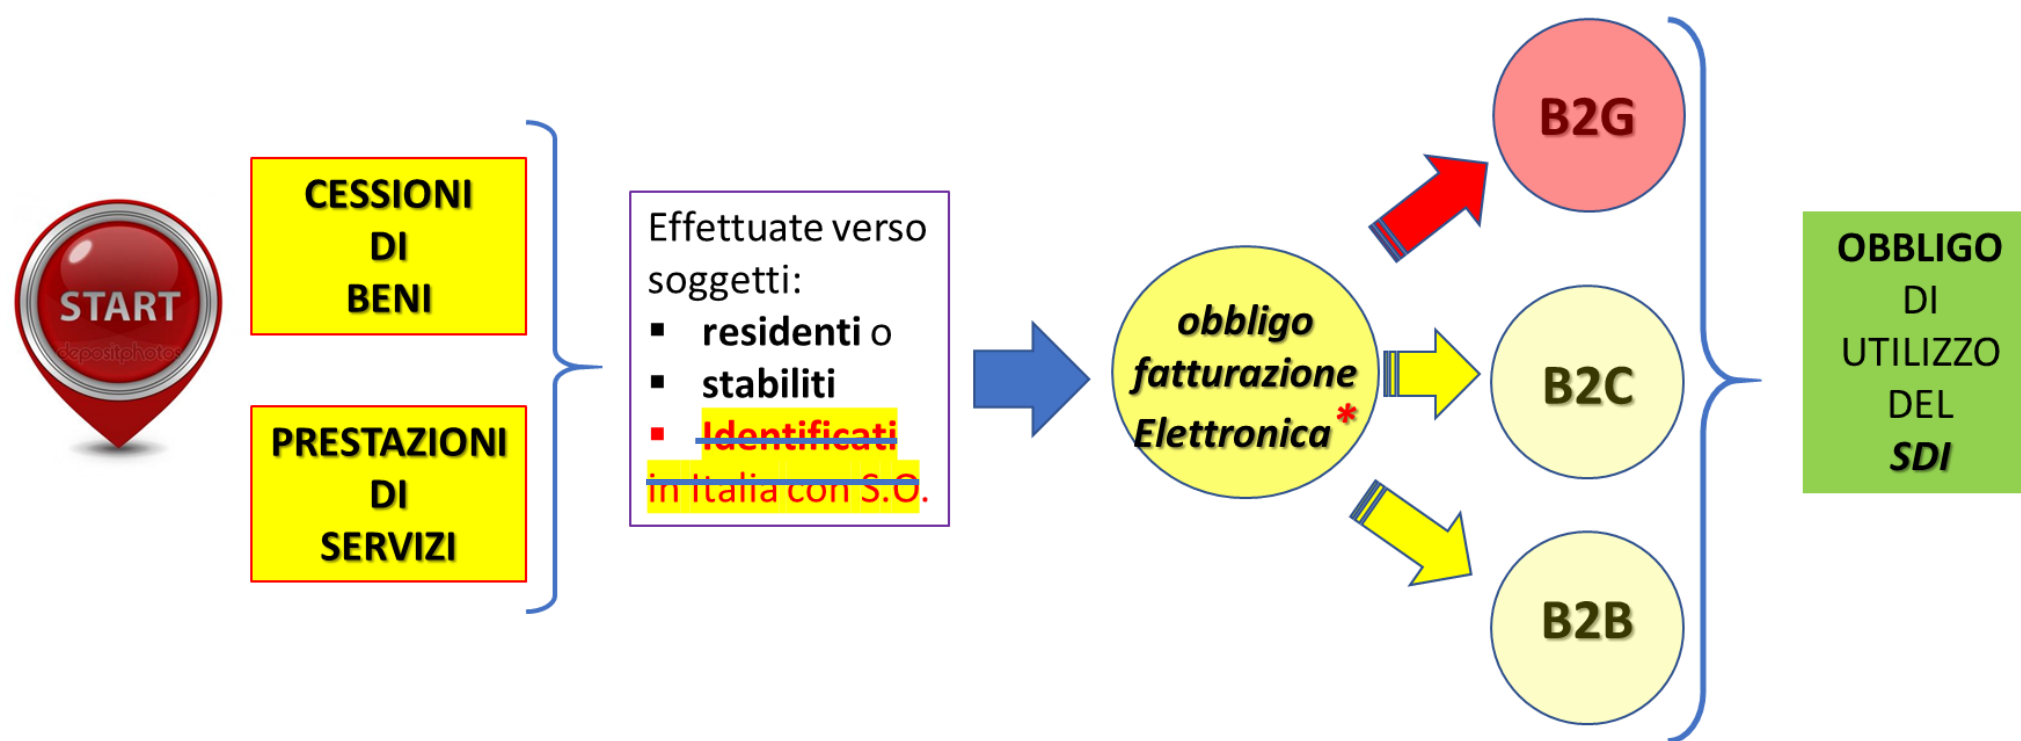 START
depositphotos
CESSIONI
DI
BENI
PRESTAZIONI
DI
SERVIZI
Effettuate verso
soggetti:
▪ residenti o
▪ stabiliti
▪ Identificati
in Italia con S.O.
obbligo
fatturazione
Elettronica*
B2G
B2C
B2B
OBBLIGO
DI
UTILIZZO
DEL
SDI